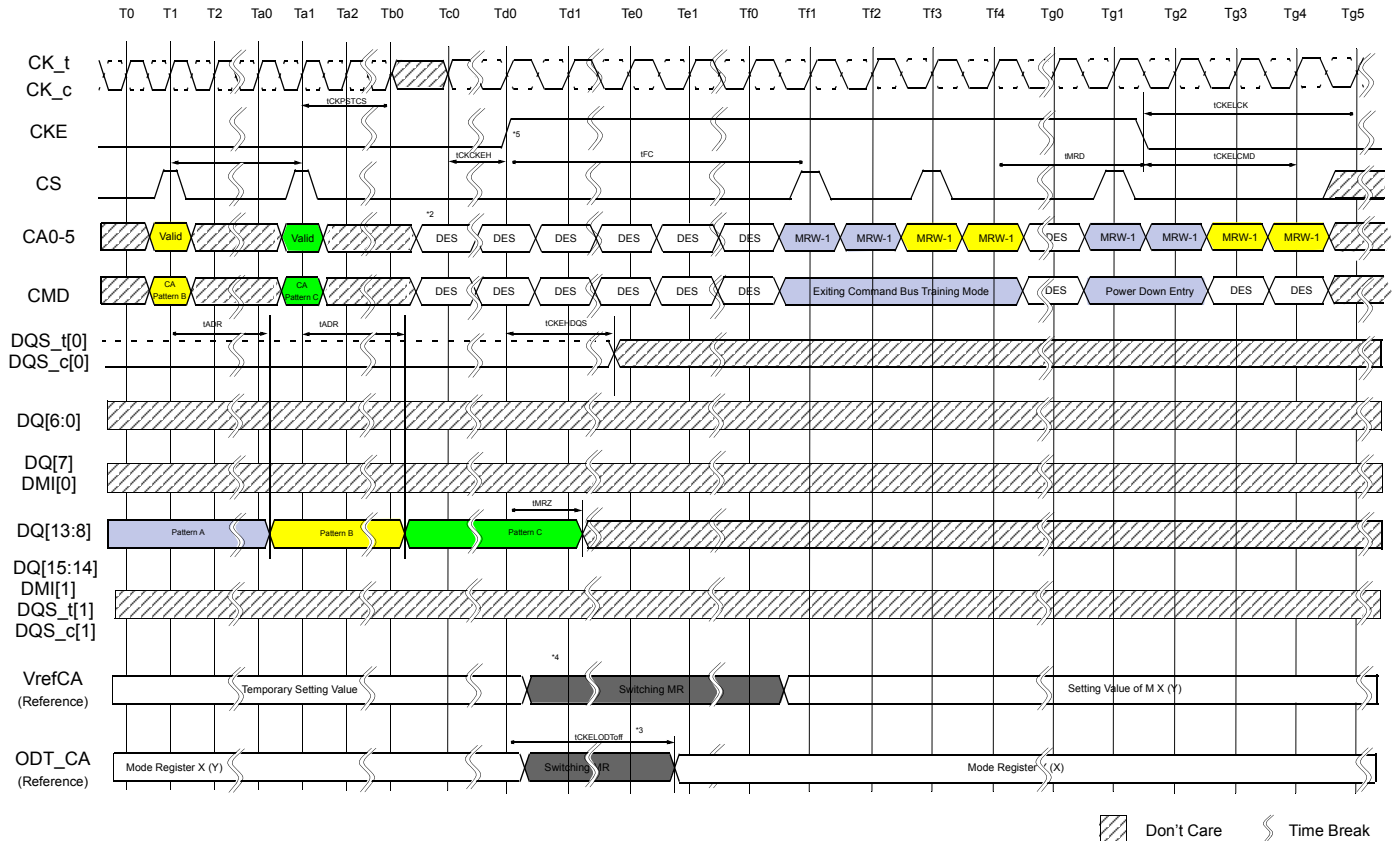 T0 T1 T2 Ta0 Ta1 Ta2 Tb0 Tc0 Td0 Td1 Te0 Te1 Tf0 Tf1 Tf2 Tf3 Tf4 Tg0 Tg1 Tg2 Tg3 Tg4 Tg5
CK_t
CK_c
tCKPSTCS
tCKELCK
CKE
*5
tCKCKEH
tFC
tMRD
tCKELCMD
CS
*2
CA0-5
Valid Valid DES DES DES DES DES DES MRW-1 MRW-1 MRW-1 MRW-1 DES MRW-1 MRW-1 MRW-1 MRW-1
CMD
CA
Pattern B
CA
Pattern C
DES DES DES DES DES DES Exiting Command Bus Training Mode DES Power Down Entry DES DES
tADR tADR tCKEHDQS
DQS_t[0]
DQS_c[0]
DQ[6:0]
DQ[7]
DMI[0]
tMRZ
DQ[13:8]
Pattern A Pattern B Pattern C
DQ[15:14]
DMI[1]
DQS_t[1]
DQS_c[1]
*4
VrefCA
(Reference)
Temporary Setting Value Switching MR Setting Value of M X (Y)
tCKELODToff *3
ODT_CA
(Reference)
Mode Register X (Y) Switching MR Mode Register (X)
Don't Care Time Break